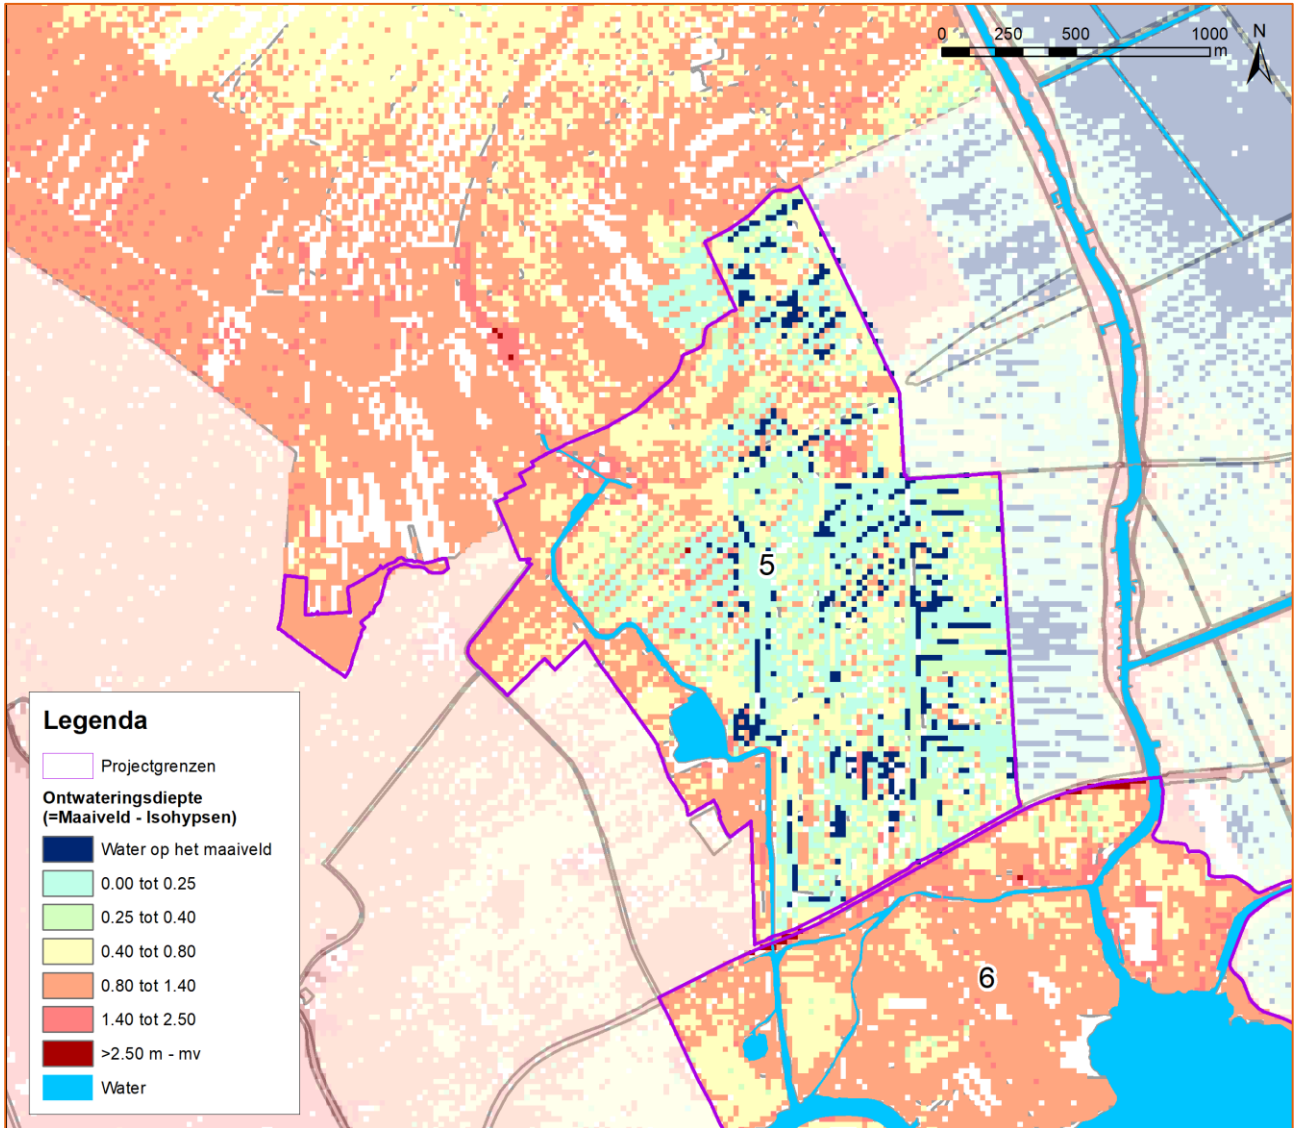 0 250 500 1000
m
N
5
6
Legenda
Projectgrenzen
Ontwateringsdiepte
(=Maaiveld - Isohypsen)
Water op het maaiveld
0.00 tot 0.25
0.25 tot 0.40
0.40 tot 0.80
0.80 tot 1.40
1.40 tot 2.50
>2.50 m - mv
Water